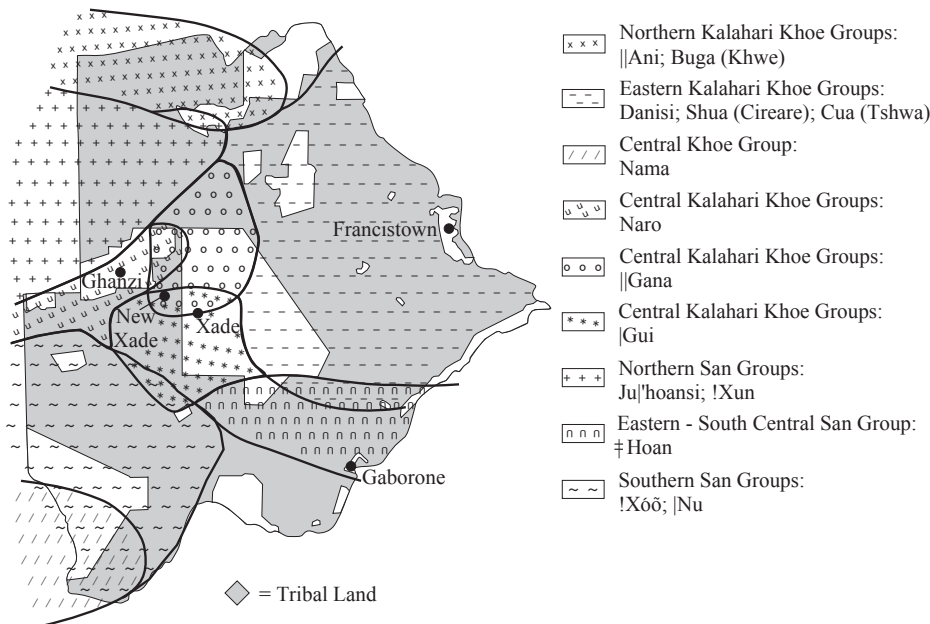 Francistown
Ghanzi
New
Xade
Xade
Gaborone
= Tribal Land
Northern Kalahari Khoe Groups:
||Ani; Buga (Khwe)
Eastern Kalahari Khoe Groups:
Danisi; Shua (Cireare); Cua (Tshwa)
Central Khoe Group:
Nama
Central Kalahari Khoe Groups:
Naro
Central Kalahari Khoe Groups:
||Gana
Central Kalahari Khoe Groups:
|Gui
Northern San Groups:
Ju|'hoansi; !Xun
Eastern - South Central San Group:
ǂHoan
Southern San Groups:
!Xóõ; |Nu